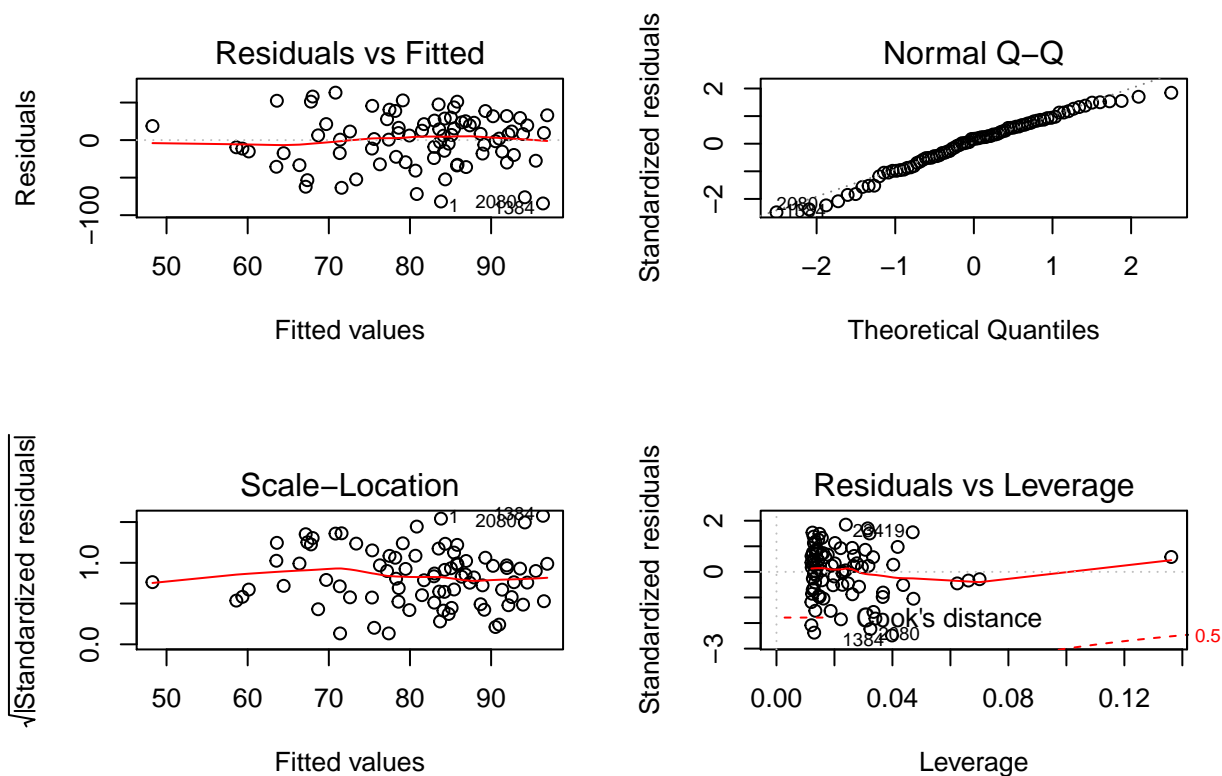 Residuals vs Fitted
Residuals
0
−100
1
2080
1384
50 60 70 80 90
Fitted values
Normal Q−Q
Standardized residuals
2
0
−2
2080
1384
−2 −1 0 1 2
Theoretical Quantiles
Scale−Location
√|Standardized residuals|
1.0
0.0
1
2080
1384
50 60 70 80 90
Fitted values
Residuals vs Leverage
Standardized residuals
2
0
−3
Cook's distance
1384
2080
0.5
0.00 0.04 0.08 0.12
Leverage